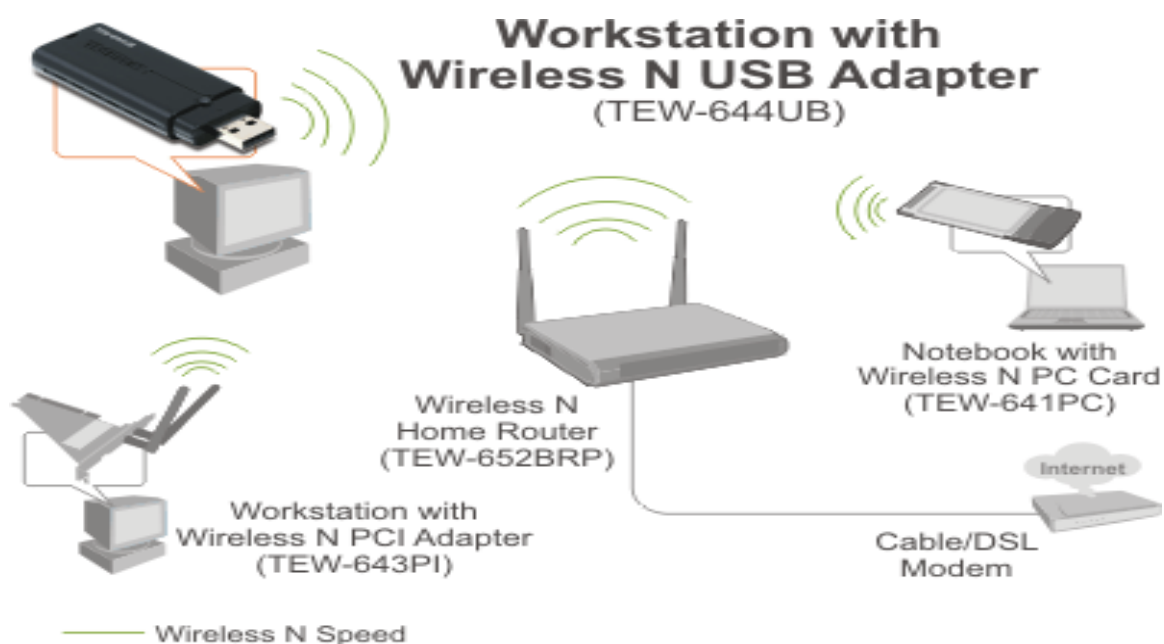 Workstation with
Wireless N USB Adapter
(TEW-644UB)
Notebook with
Wireless N PC Card
(TEW-641PC)
Wireless N
Home Router
(TEW-652BRP)
Internet
Workstation with
Wireless N PCI Adapter
(TEW-643PI)
Cable/DSL
Modem
Wireless N Speed